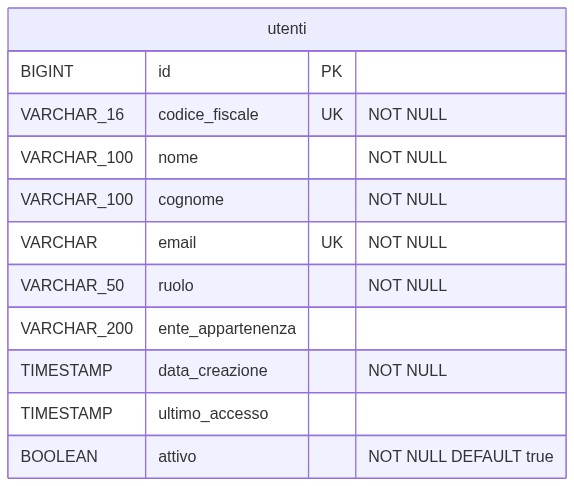 utenti
BIGINT id PK
VARCHAR_16 codice_fiscale UK NOT NULL
VARCHAR_100 nome NOT NULL
VARCHAR_100 cognome NOT NULL
VARCHAR email UK NOT NULL
VARCHAR_50 ruolo NOT NULL
VARCHAR_200 ente_appartenenza
TIMESTAMP data_creazione NOT NULL
TIMESTAMP ultimo_accesso
BOOLEAN attivo NOT NULL DEFAULT true